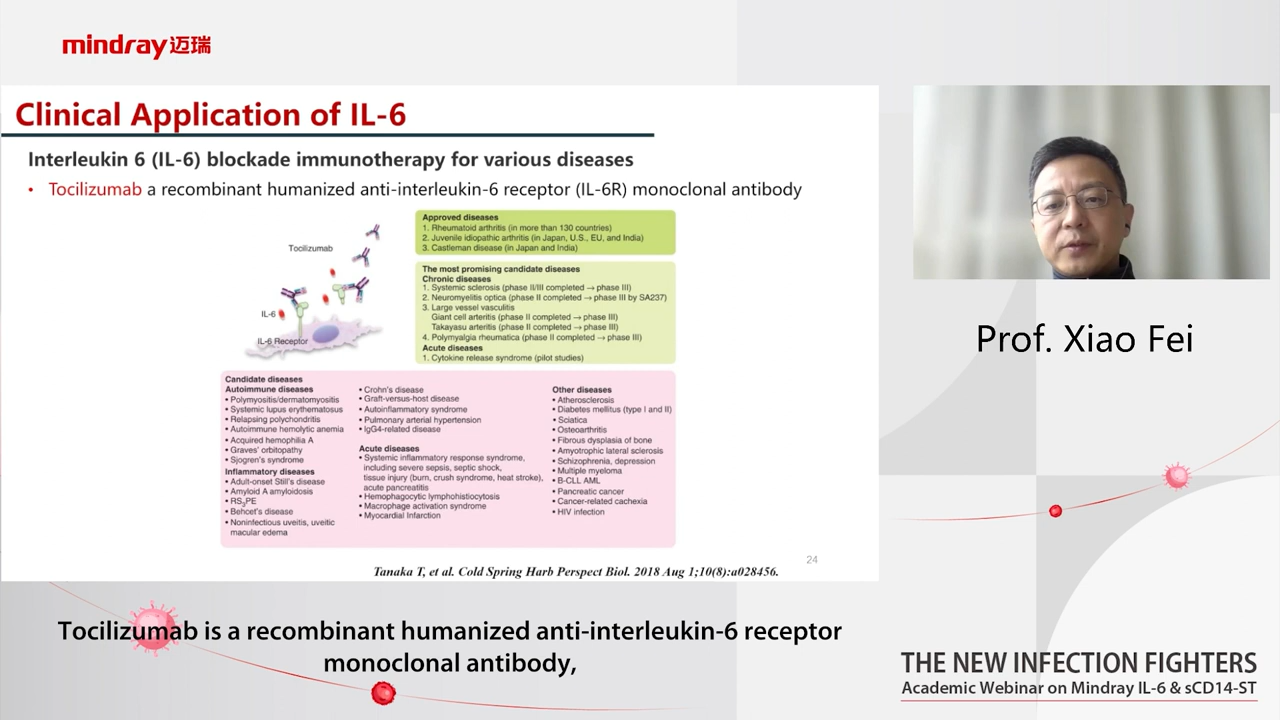 mindray迈瑞
Clinical Application of IL-6
Interleukin 6 (IL-6) blockade immunotherapy for various diseases
• Tocilizumab a recombinant humanized anti-interleukin-6 receptor (IL-6R) monoclonal antibody
Tocilizumab
IL-6
IL-6 Receptor
Approved diseases
1. Rheumatoid arthritis (in more than 130 countries)
2. Juvenile idiopathic arthritis (in Japan, U.S., EU, and India)
3. Castleman disease (in Japan and India)
The most promising candidate diseases
Chronic diseases
1. Systemic sclerosis (phase II/III completed → phase III)
2. Neuromyelitis optica (phase II completed → phase III by SA237)
3. Large vessel vasculitis
Giant cell arteritis (phase II completed → phase III)
Takayasu arteritis (phase II completed → phase III)
4. Polymyalgia rheumatica (phase II completed → phase III)
Acute diseases
1. Cytokine release syndrome (pilot studies)
Candidate diseases
Autoimmune diseases
• Polymyositis/dermatomyositis
• Systemic lupus erythematosus
• Relapsing polychondritis
• Autoimmune hemolytic anemia
• Acquired hemophilia A
• Graves' orbitopathy
• Sjogren's syndrome
Inflammatory diseases
• Adult-onset Still's disease
• Amyloid A amyloidosis
• RS3PE
• Behcet's disease
• Noninfectious uveitis, uveitic
macular edema
• Crohn's disease
• Graft-versus-host disease
• Autoinflammatory syndrome
• Pulmonary arterial hypertension
• IgG4-related disease
Acute diseases
• Systemic inflammatory response syndrome,
including severe sepsis, septic shock,
tissue injury (burn, crush syndrome, heat stroke),
acute pancreatitis
• Hemophagocytic lymphohistiocytosis
• Macrophage activation syndrome
• Myocardial Infarction
Other diseases
• Atherosclerosis
• Diabetes mellitus (type I and II)
• Sciatica
• Osteoarthritis
• Fibrous dysplasia of bone
• Amyotrophic lateral sclerosis
• Schizophrenia, depression
• Multiple myeloma
• B-CLL AML
• Pancreatic cancer
• Cancer-related cachexia
• HIV infection
24
Tanaka T, et al. Cold Spring Harb Perspect Biol. 2018 Aug 1;10(8):a028456.
Prof. Xiao Fei
Tocilizumab is a recombinant humanized anti-interleukin-6 receptor
monoclonal antibody,
THE NEW INFECTION FIGHTERS
Academic Webinar on Mindray IL-6 & sCD14-ST